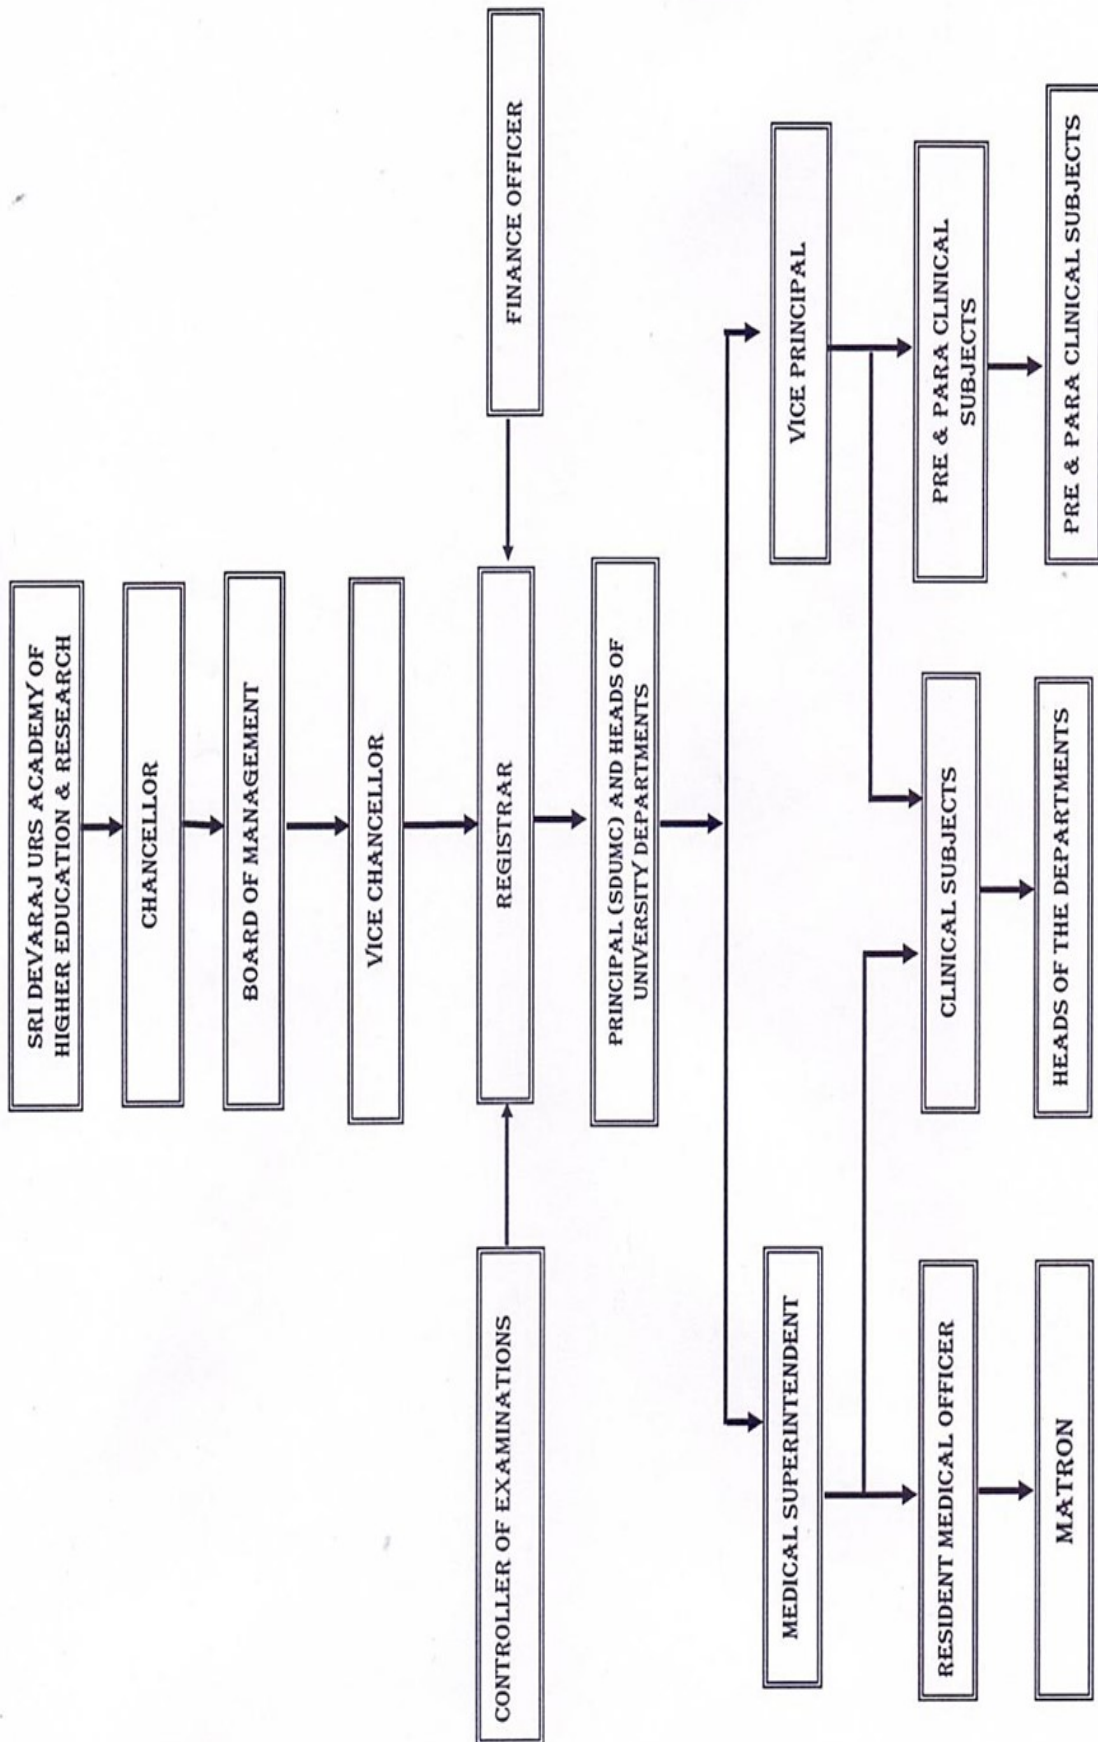 SRI DEVARAJ URS ACADEMY OF
HIGHER EDUCATION & RESEARCH
CHANCELLOR
BOARD OF MANAGEMENT
VICE CHANCELLOR
CONTROLLER OF EXAMINATIONS
REGISTRAR
FINANCE OFFICER
PRINCIPAL (SDUMC) AND HEADS OF
UNIVERSITY DEPARTMENTS
MEDICAL SUPERINTENDENT
VICE PRINCIPAL
RESIDENT MEDICAL OFFICER
CLINICAL SUBJECTS
PRE & PARA CLINICAL
SUBJECTS
MATRON
HEADS OF THE DEPARTMENTS
PRE & PARA CLINICAL SUBJECTS